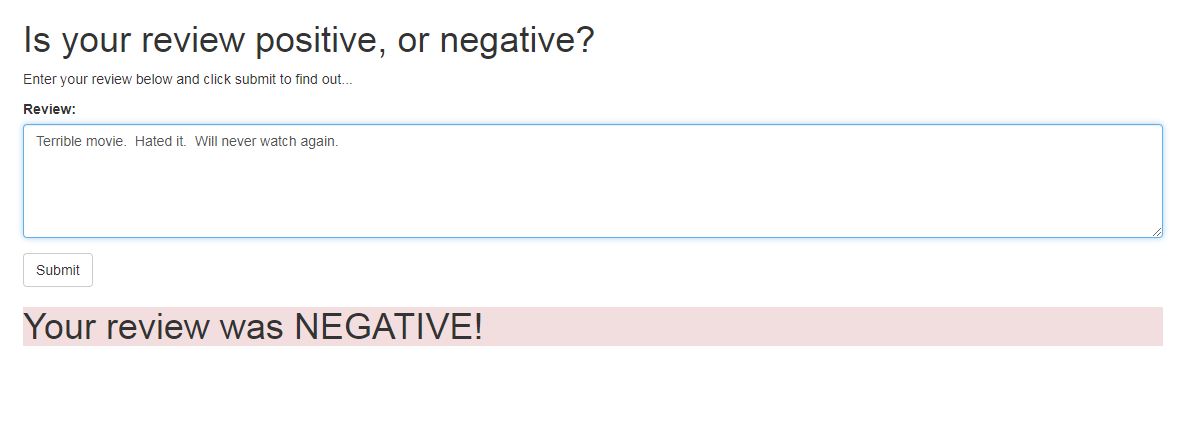 Is your review positive, or negative?
Enter your review below and click submit to find out...
Review:
Terrible movie.  Hated it.  Will never watch again.
Submit
Your review was NEGATIVE!